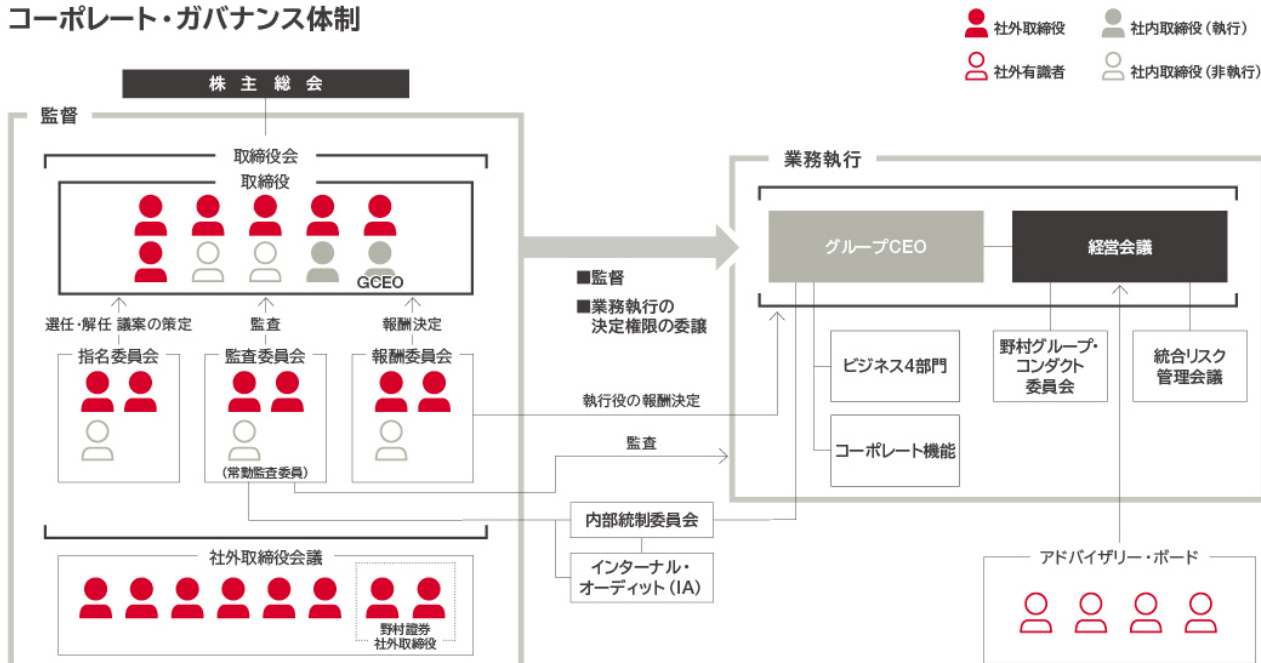 コーポレート・ガバナンス体制
社外取締役
社内取締役（執行）
社外有識者
社内取締役（非執行）
株主総会
監督
取締役会
取締役
GCEO
選任・解任 議案の策定
監査
報酬決定
指名委員会
監査委員会
報酬委員会
（常勤監査委員）
社外取締役会議
野村證券
社外取締役
■監督
■業務執行の
決定権限の委譲
執行役の報酬決定
監査
内部統制委員会
インターナル・
オーディット（IA）
業務執行
グループCEO
経営会議
ビジネス4部門
コーポレート機能
野村グループ・
コンダクト
委員会
統合リスク
管理会議
アドバイザリー・ボード